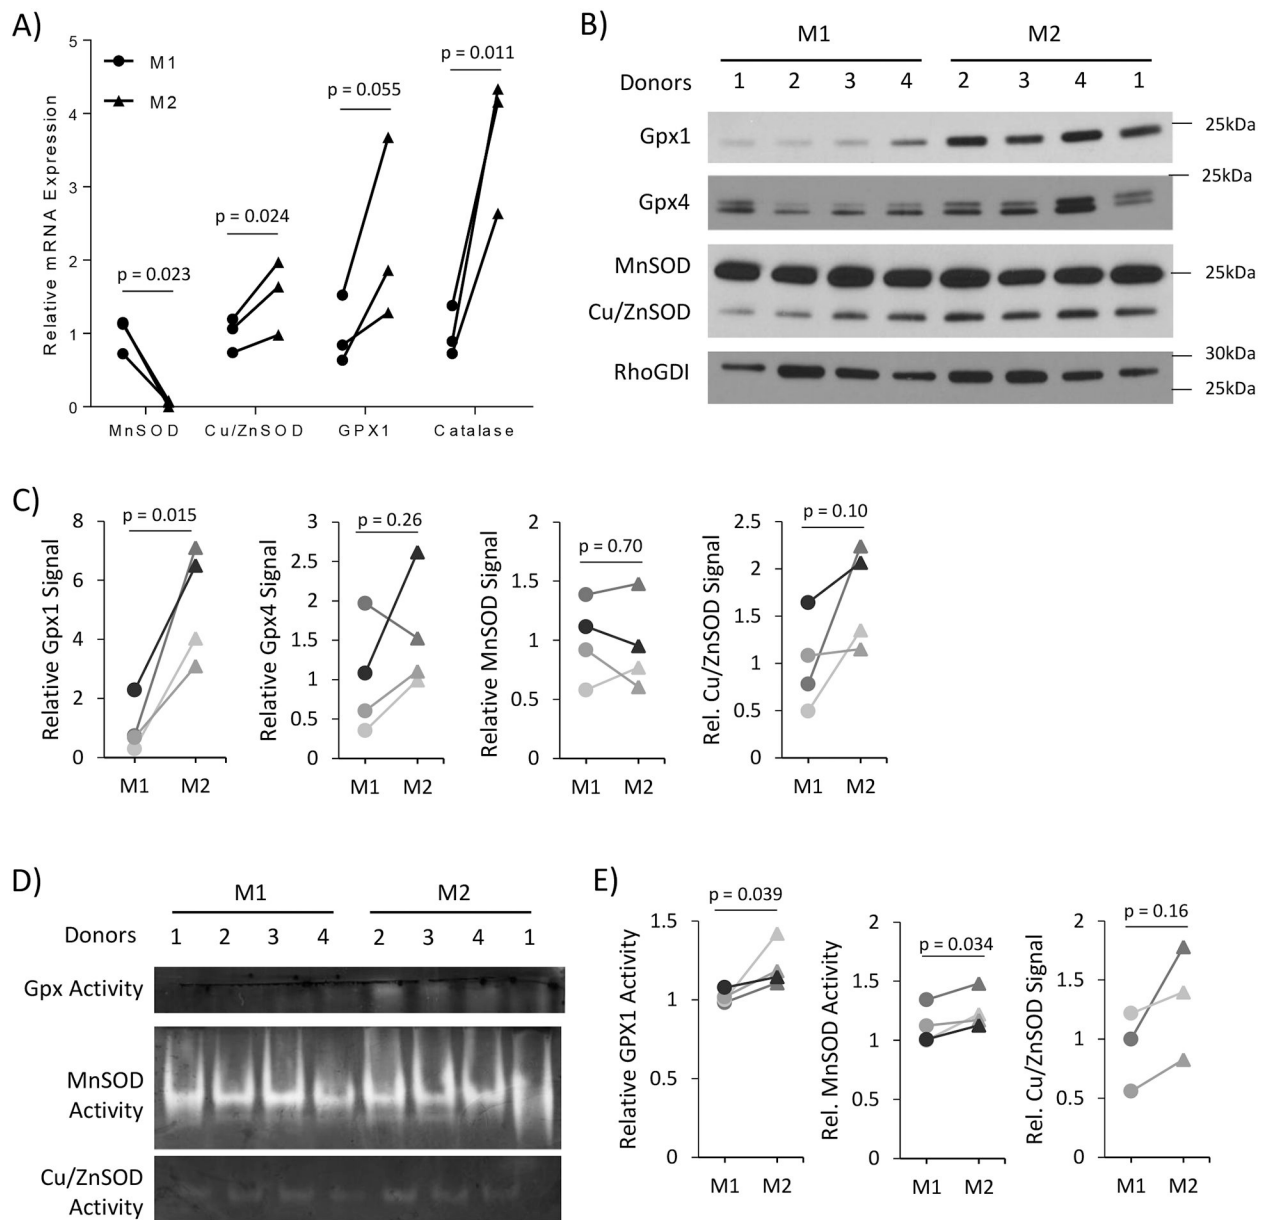 A)
5
4
3
2
1
0
Relative mRNA Expression
M1
M2
p = 0.023
p = 0.024
p = 0.055
p = 0.011
MnSOD Cu/ZnSOD GPX1 Catalase
B)
M1 M2
Donors 1 2 3 4 2 3 4 1
Gpx1 25kDa
25kDa
Gpx4
MnSOD 25kDa
Cu/ZnSOD
30kDa
RhoGDI
25kDa
C)
Relative Gpx1 Signal
8
6
4
2
0
p = 0.015
M1 M2
Relative Gpx4 Signal
3
2.5
2
1.5
1
0.5
0
p = 0.26
M1 M2
Relative MnSOD Signal
2
1.5
1
0.5
0
p = 0.70
M1 M2
Rel. Cu/ZnSOD Signal
2.5
2
1.5
1
0.5
0
p = 0.10
M1 M2
D)
M1 M2
Donors 1 2 3 4 2 3 4 1
Gpx Activity
MnSOD
Activity
Cu/ZnSOD
Activity
E)
Relative GPX1 Activity
1.5
1
0.5
0
p = 0.039
M1 M2
Rel. MnSOD Activity
2
1.5
1
0.5
0
p = 0.034
M1 M2
Rel. Cu/ZnSOD Signal
2
1.5
1
0.5
0
p = 0.16
M1 M2